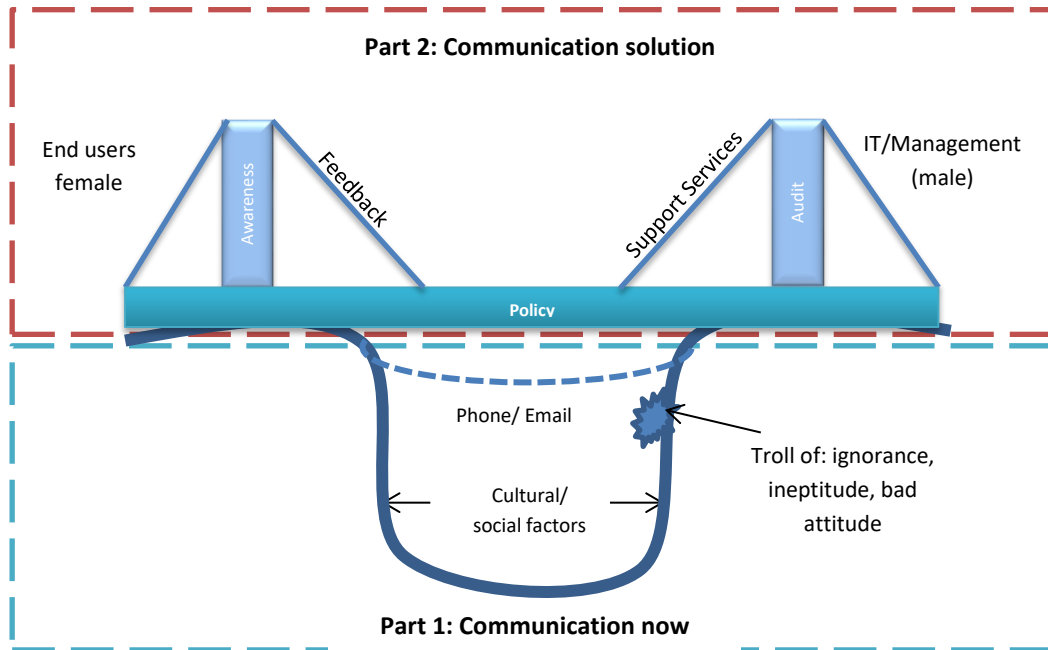 Part 2: Communication solution
End users
female
Awareness
Feedback
Support Services
Audit
IT/Management
(male)
Policy
Phone/ Email
Cultural/
social factors
Troll of: ignorance,
ineptitude, bad
attitude
Part 1: Communication now